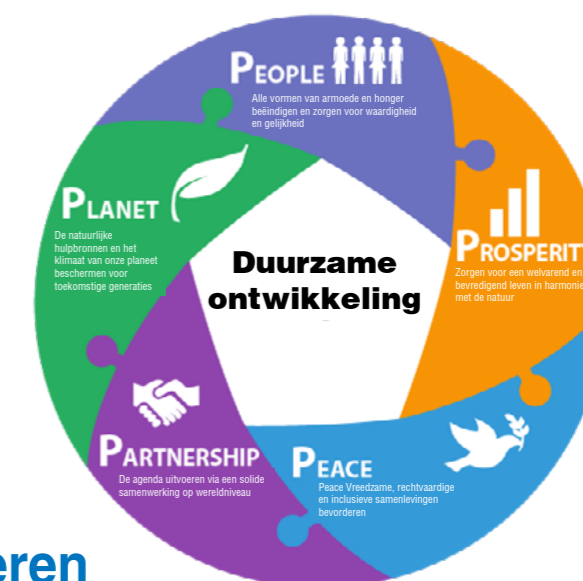 PEOPLE
Alle vormen van armoede en honger
beëindigen en zorgen voor waardigheid
en gelijkheid
PLANET
De natuurlijke
hulpbronnen en het
klimaat van onze planeet
beschermen voor
toekomstige generaties
PROSPERIT
Zorgen voor een welvarend en
bevredigend leven in harmonie
met de natuur
Duurzame
ontwikkeling
PARTNERSHIP
De agenda uitvoeren via een solide
samenwerking op wereldniveau
PEACE
Peace Vreedzame, rechtvaardige
en inclusieve samenlevingen
bevorderen
eren